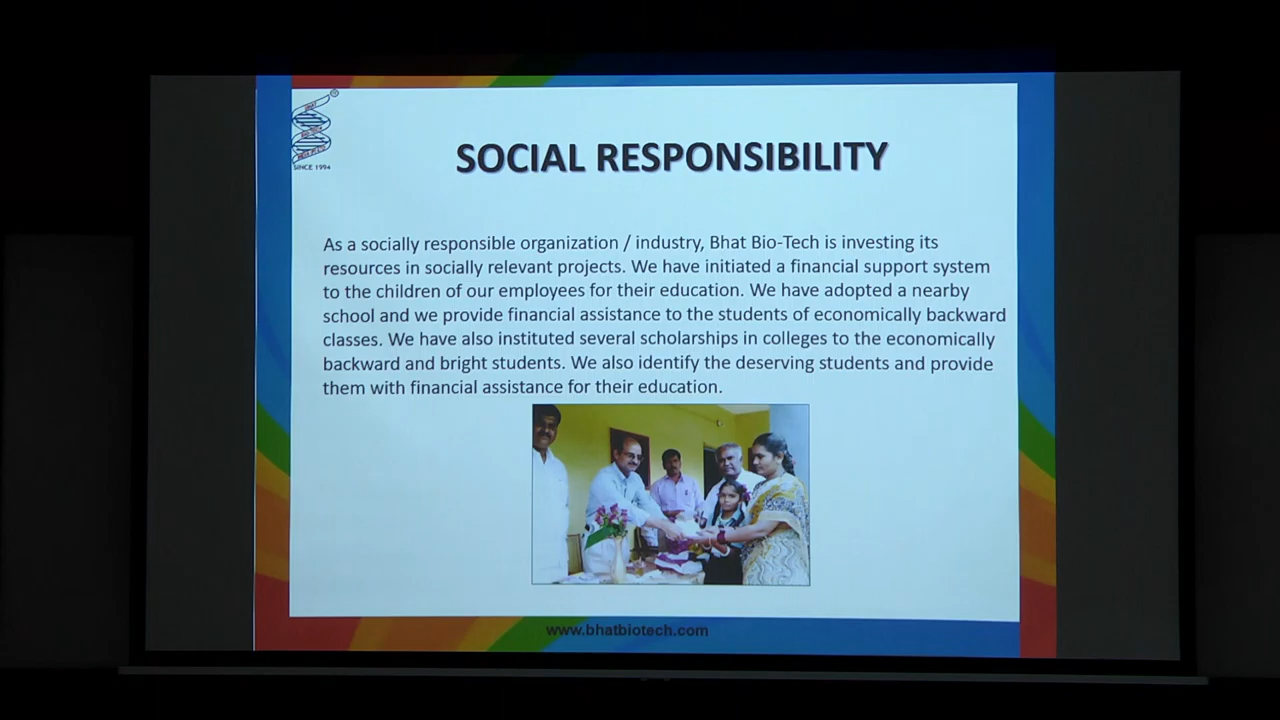 BHAT
SINCE 1994
SOCIAL RESPONSIBILITY
As a socially responsible organization / industry, Bhat Bio-Tech is investing its
resources in socially relevant projects. We have initiated a financial support system
to the children of our employees for their education. We have adopted a nearby
school and we provide financial assistance to the students of economically backward
classes. We have also instituted several scholarships in colleges to the economically
backward and bright students. We also identify the deserving students and provide
them with financial assistance for their education.
www.bhatbiotech.com